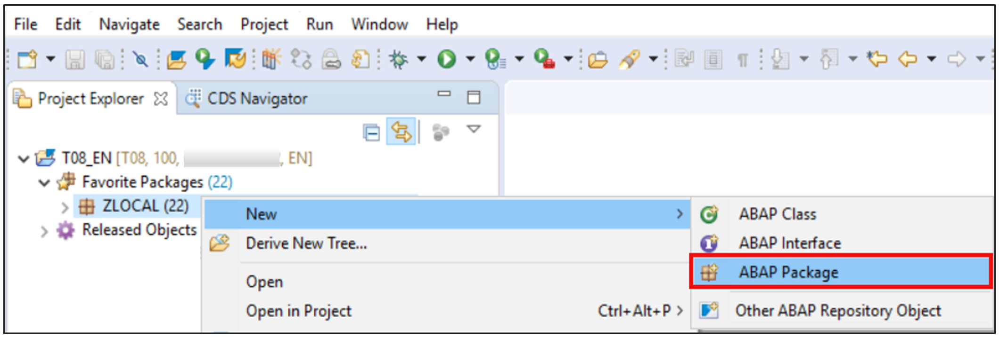 File Edit Navigate Search Project Run Window Help
Project Explorer CDS Navigator
T08_EN [T08, 100, , EN]
Favorite Packages (22)
ZLOCAL (22)
Released Objects
New
Derive New Tree...
Open
Open in Project Ctrl+Alt+P
ABAP Class
ABAP Interface
ABAP Package
Other ABAP Repository Object